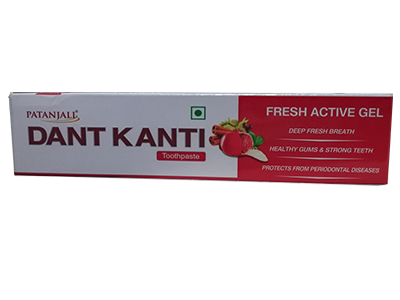 PATANJALI®
DANT KANTI
Toothpaste
FRESH ACTIVE GEL
DEEP FRESH BREATH
HEALTHY GUMS & STRONG TEETH
PROTECTS FROM PERIODONTAL DISEASES